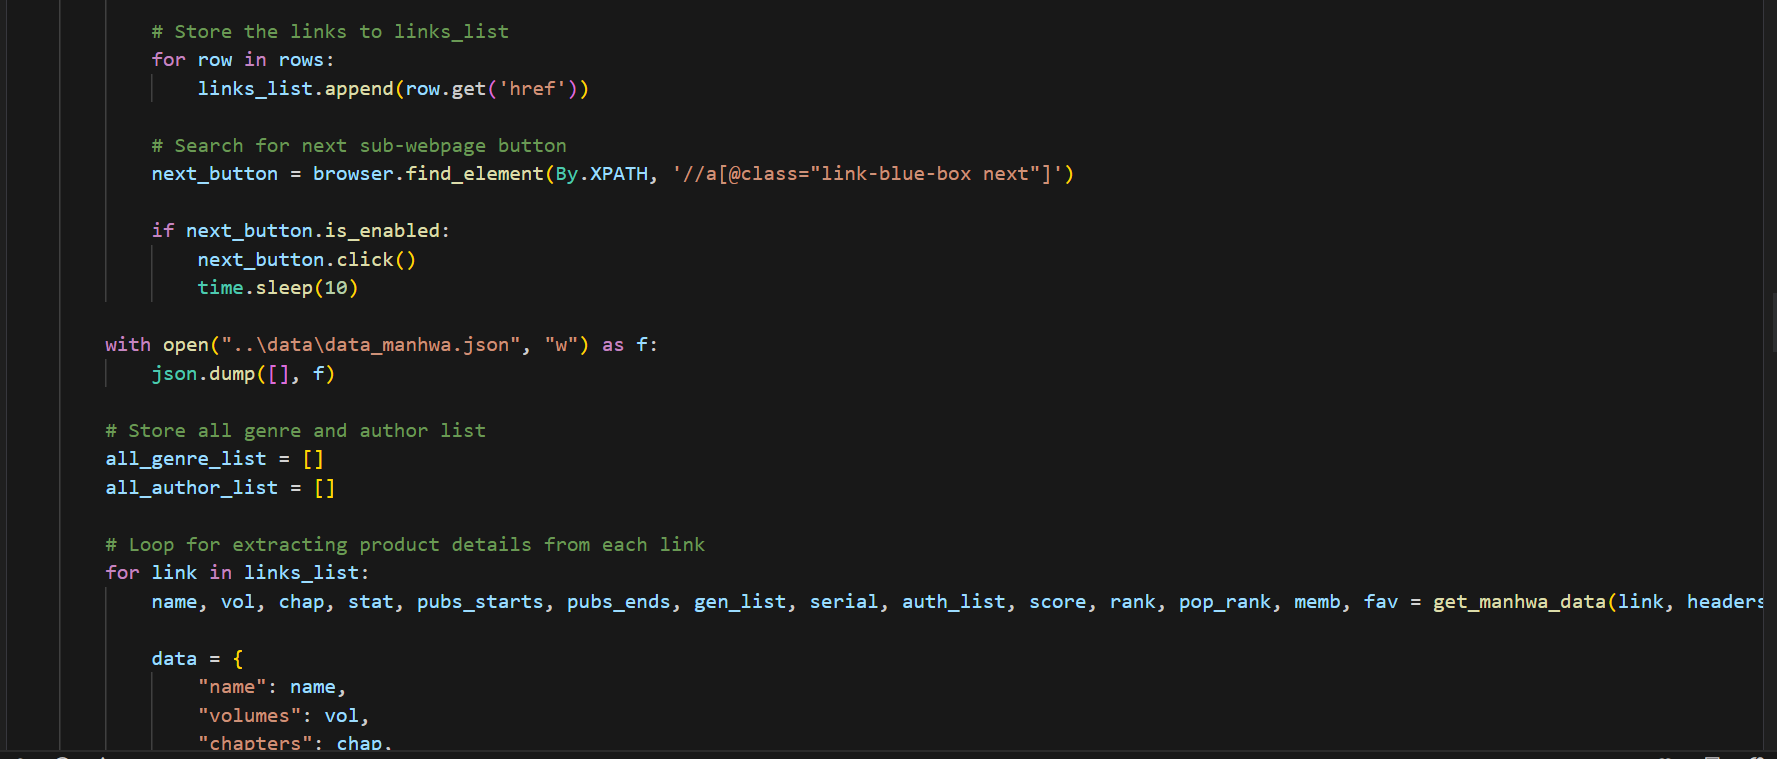 # Store the links to links_list
for row in rows:
links_list.append(row.get('href'))
# Search for next sub-webpage button
next_button = browser.find_element(By.XPATH, '//a[@class="link-blue-box next"]')
if next_button.is_enabled:
next_button.click()
time.sleep(10)
with open("..\data\data_manhwa.json", "w") as f:
json.dump([], f)
# Store all genre and author list
all_genre_list = []
all_author_list = []
# Loop for extracting product details from each link
for link in links_list:
name, vol, chap, stat, pubs_starts, pubs_ends, gen_list, serial, auth_list, score, rank, pop_rank, memb, fav = get_manhwa_data(link, headers
data = {
"name": name,
"volumes": vol,
"chapters": chap,